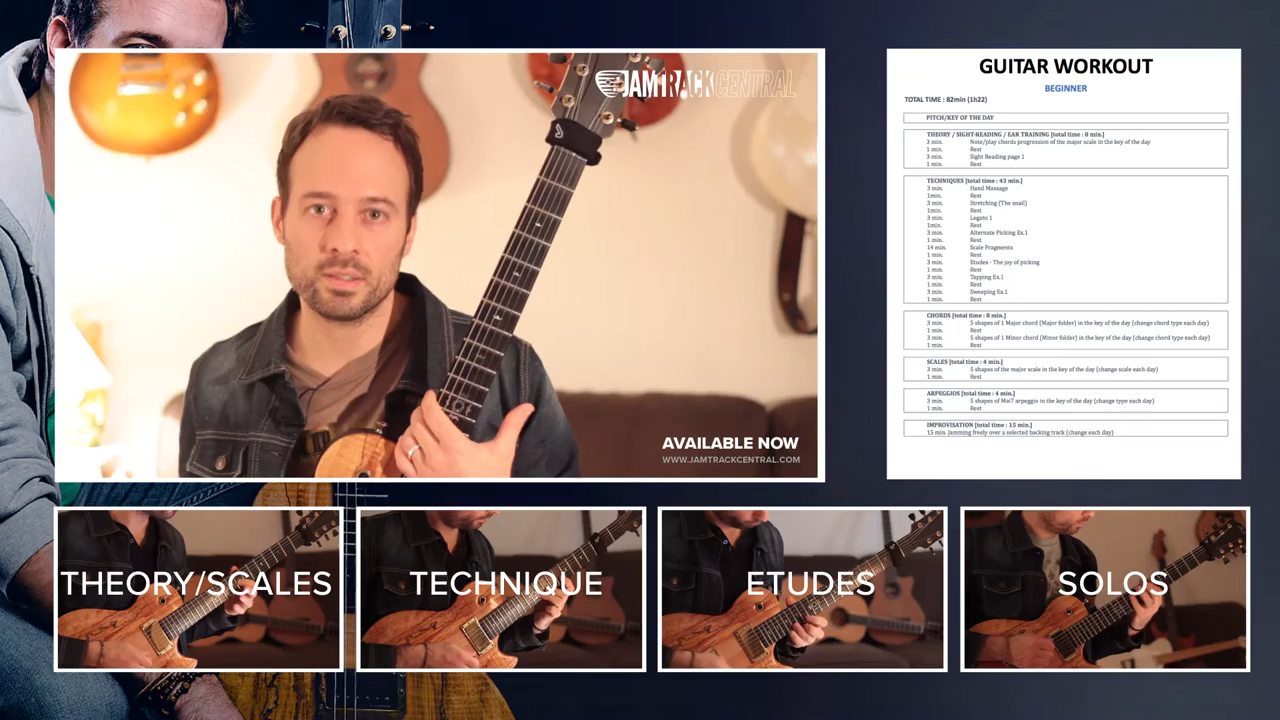 JAMTRACKCENTRAL
AVAILABLE NOW
WWW.JAMTRACKCENTRAL.COM
GUITAR WORKOUT
BEGINNER
TOTAL TIME : 82min (1h22)
PITCH/KEY OF THE DAY
THEORY / SIGHT-READING / EAR TRAINING [total time : 8 min.]
3 min. Note/play chords progression of the major scale in the key of the day
1 min. Rest
3 min. Sight Reading page 1
1 min. Rest
TECHNIQUES [total time : 43 min.]
3 min. Hand Massage
1min. Rest
3 min. Stretching (The snail)
1min. Rest
3 min. Legato 1
1min. Rest
3 min. Alternate Picking Ex.1
1 min. Rest
14 min. Scale Fragments
1 min. Rest
3 min. Etudes - The joy of picking
1 min. Rest
3 min. Tapping Ex.1
1 min. Rest
3 min. Sweeping Ex.1
1 min. Rest
CHORDS [total time : 8 min.]
3 min. 5 shapes of 1 Major chord (Major folder) in the key of the day (change chord type each day)
1 min. Rest
3 min. 5 shapes of 1 Minor chord (Minor folder) in the key of the day (change chord type each day)
1 min. Rest
SCALES [total time : 4 min.]
3 min. 5 shapes of the major scale in the key of the day (change scale each day)
1 min. Rest
ARPEGGIOS [total time : 4 min.]
3 min. 5 shapes of Maj7 arpeggio in the key of the day (change type each day)
1 min. Rest
IMPROVISATION [total time : 15 min.]
15 min. Jamming freely over a selected backing track (change each day)
THEORY/SCALES
TECHNIQUE
ETUDES
SOLOS